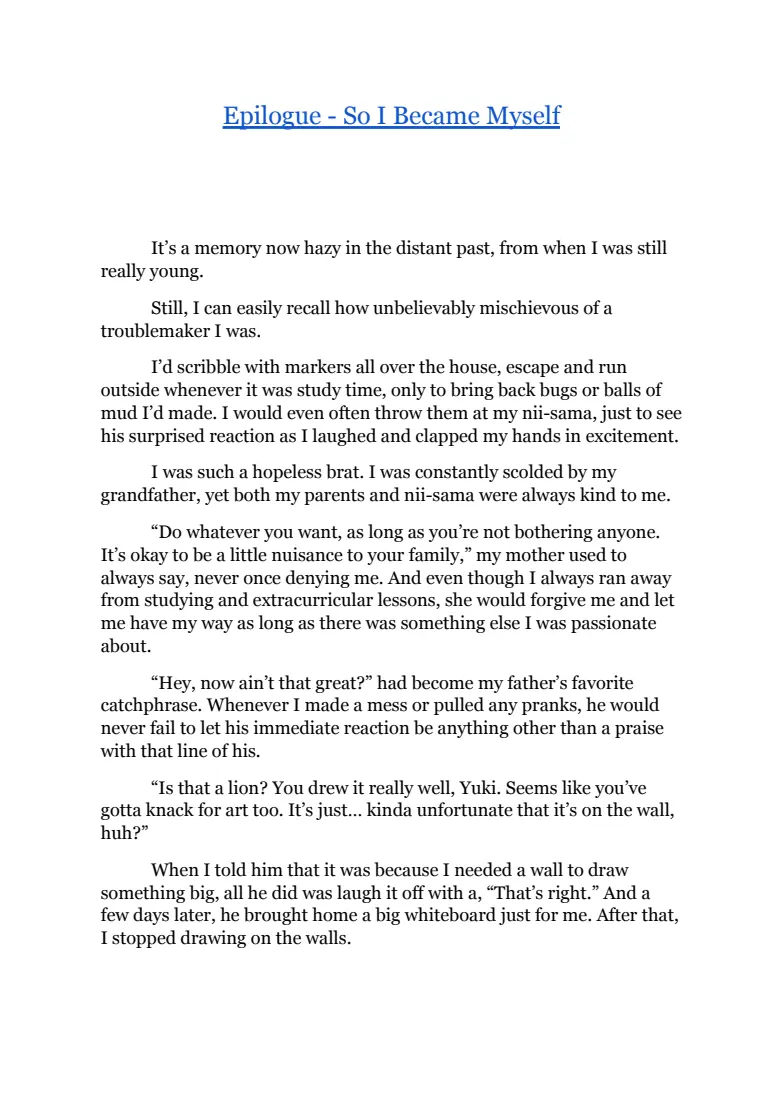 Epilogue - So I Became Myself
It’s a memory now hazy in the distant past, from when I was still
really young.
Still, I can easily recall how unbelievably mischievous of a
troublemaker I was.
I’d scribble with markers all over the house, escape and run
outside whenever it was study time, only to bring back bugs or balls of
mud I’d made. I would even often throw them at my nii-sama, just to see
his surprised reaction as I laughed and clapped my hands in excitement.
I was such a hopeless brat. I was constantly scolded by my
grandfather, yet both my parents and nii-sama were always kind to me.
“Do whatever you want, as long as you’re not bothering anyone.
It’s okay to be a little nuisance to your family,” my mother used to
always say, never once denying me. And even though I always ran away
from studying and extracurricular lessons, she would forgive me and let
me have my way as long as there was something else I was passionate
about.
“Hey, now ain’t that great?” had become my father’s favorite
catchphrase. Whenever I made a mess or pulled any pranks, he would
never fail to let his immediate reaction be anything other than a praise
with that line of his.
“Is that a lion? You drew it really well, Yuki. Seems like you’ve
gotta knack for art too. It’s just… kinda unfortunate that it’s on the wall,
huh?”
When I told him that it was because I needed a wall to draw
something big, all he did was laugh it off with a, “That’s right.” And a
few days later, he brought home a big whiteboard just for me. After that,
I stopped drawing on the walls.